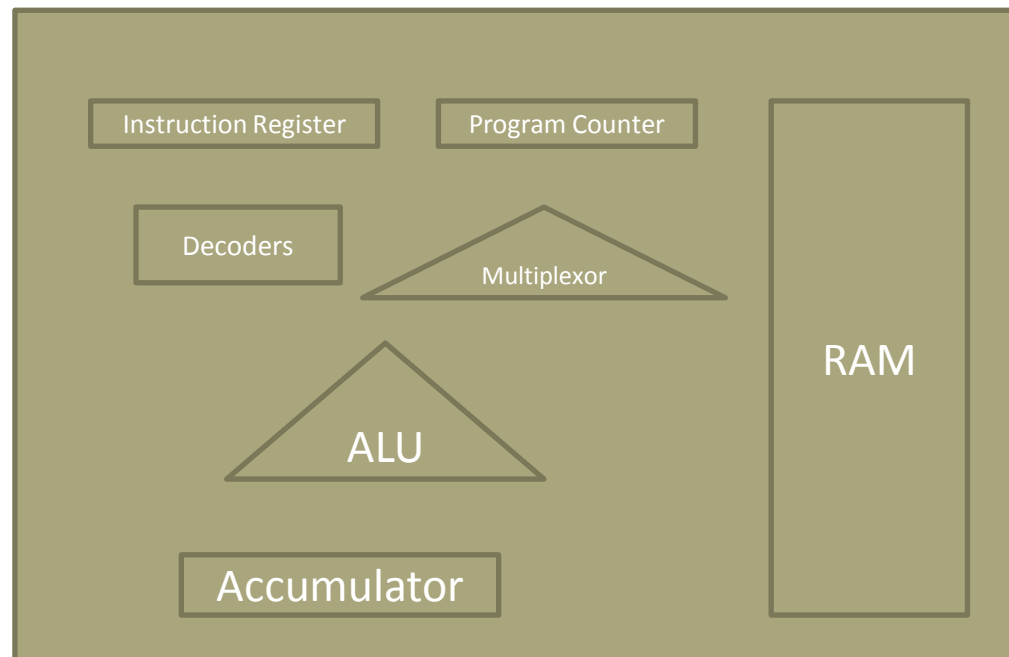 Instruction Register
Program Counter
Decoders
Multiplexor
RAM
ALU
Accumulator